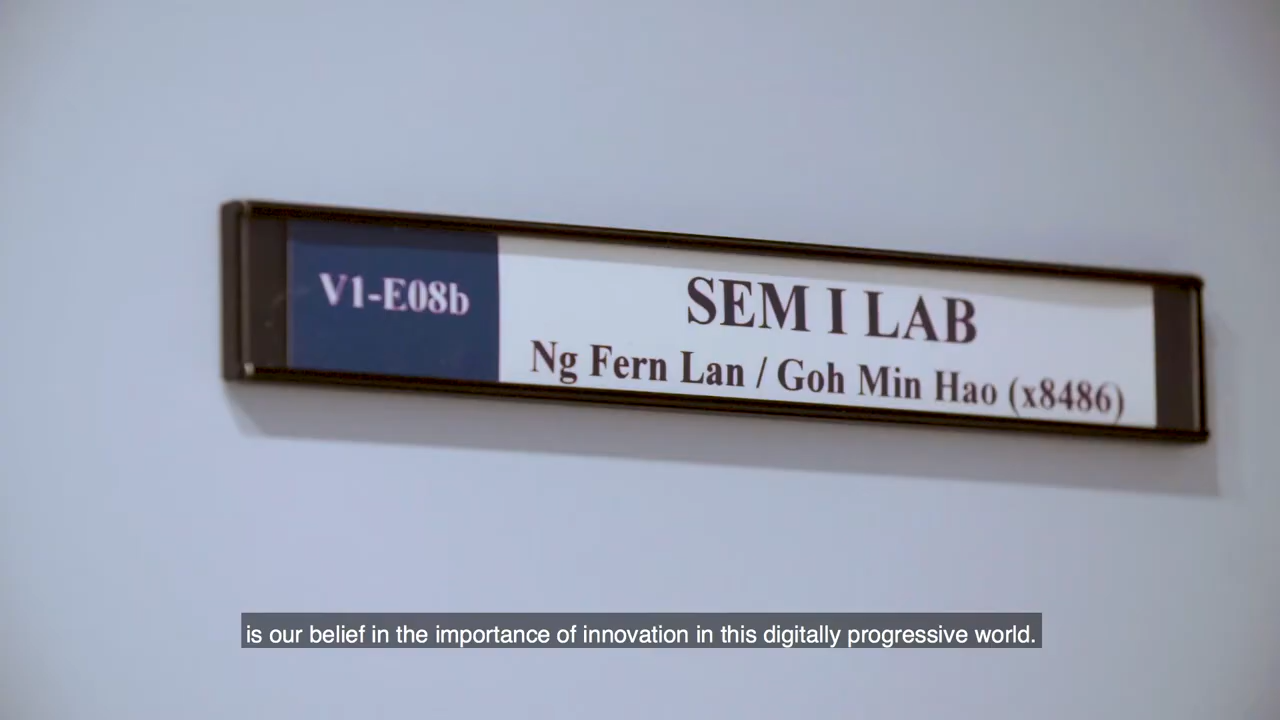 V1-E08b
SEM I LAB
Ng Fern Lan / Goh Min Hao (x8486)
is our belief in the importance of innovation in this digitally progressive world.